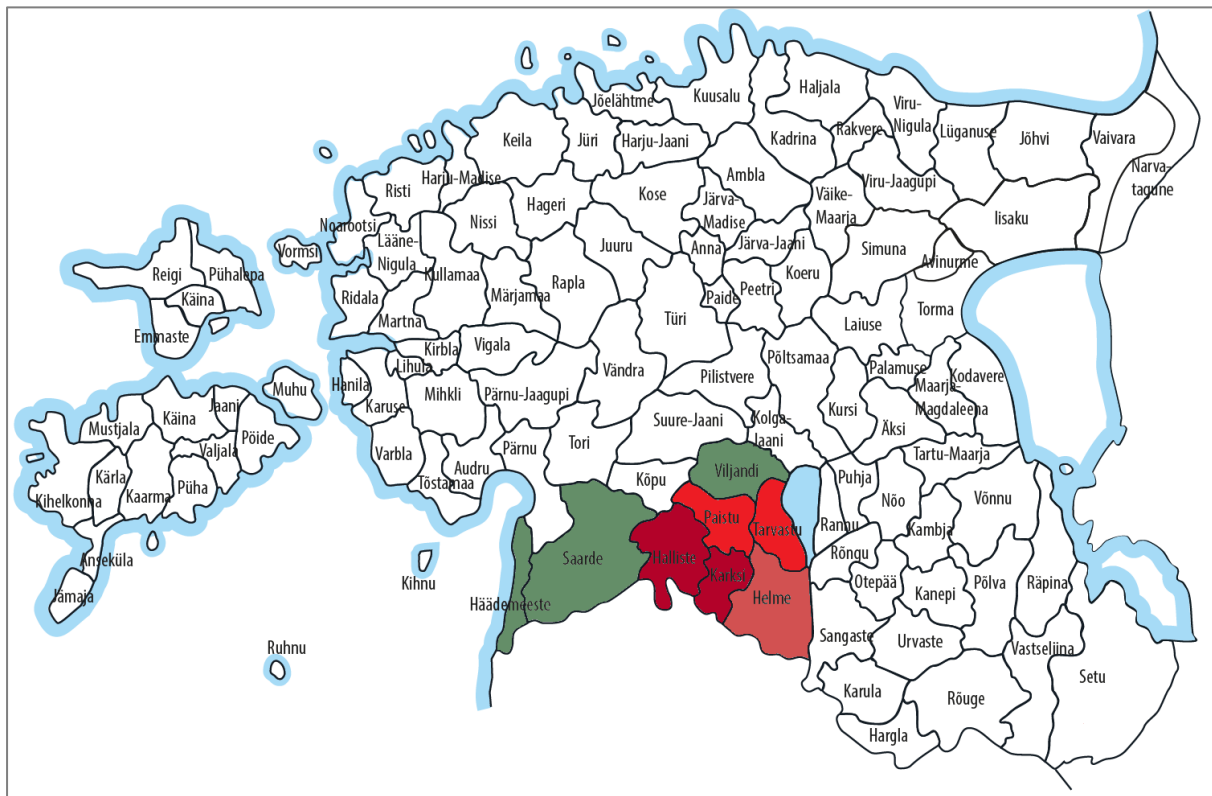 Haljala
Kuusalu
Jõelähtme
Viru-
Nigula
Rakvere
Lüganuse
Jõhvi
Vaivara
Keila
Jüri
Harju-Jaani
Kadrina
Narva-
tagune
Harju-Madise
Risti
Ambla
Viru-Jaagupi
Hageri
Kose
Järva-
Madise
Väike-
Maarja
Nissi
Iisaku
Noarootsi
Vormsi
Lääne-
Nigula
Juuru
Anna
Järva-Jaani
Simuna
Reigi
Pühalepa
Kullamaa
Avinurme
Koeru
Rapla
Peetri
Ridala
Märjamaa
Paide
Käina
Martna
Türi
Laiuse
Torma
Emmaste
Kirbla
Vigala
Lihula
Põltsamaa
Palamuse
Kodavere
Hanila
Vändra
Pilistvere
Muhu
Mihkli
Pärnu-Jaagupi
Maarja-
Magdaleena
Karuse
Jaani
Käina
Mustjala
Kursi
Suure-Jaani
Kolga-
Jaani
Äksi
Pöide
Valjala
Varbla
Pärnu
Tori
Tartu-Maarja
Audru
Kärla
Tõstamaa
Viljandi
Puhja
Kihelkonna
Kaarma
Püha
Kõpu
Nõo
Võnnu
Paistu
Rannu
Tarvastu
Kambja
Anseküla
Saarde
Halliste
Rõngu
Karksi
Otepää
Põlva
Räpina
Kihnu
Jämaja
Kanepi
Helme
Häädemeeste
Sangaste
Urvaste
Vastseliina
Ruhnu
Setu
Karula
Rõuge
Hargla